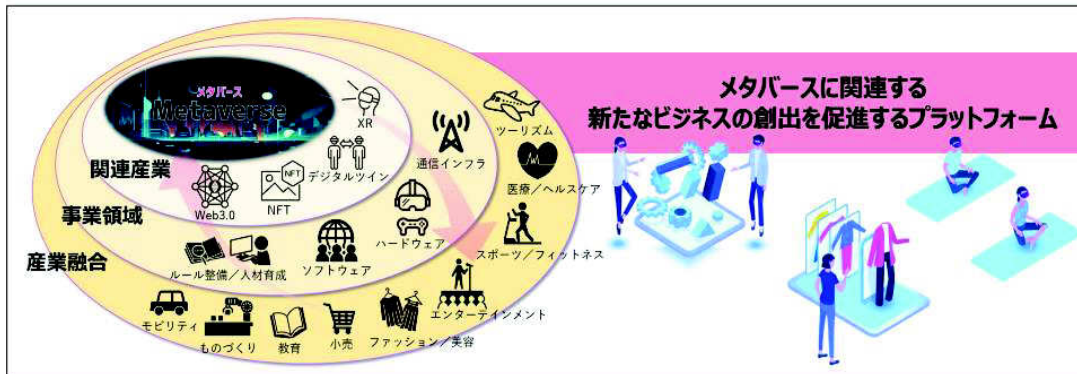 メタバース
Metaverse
XR
関連産業
Web3.0
NFT
NFT
デジタルツイン
事業領域
ルール整備／人材育成
ソフトウェア
ハードウェア
通信インフラ
産業融合
モビリティ
ものづくり
教育
小売
ファッション／美容
エンターテインメント
スポーツ／フィットネス
医療／ヘルスケア
ツーリズム
メタバースに関連する
新たなビジネスの創出を促進するプラットフォーム